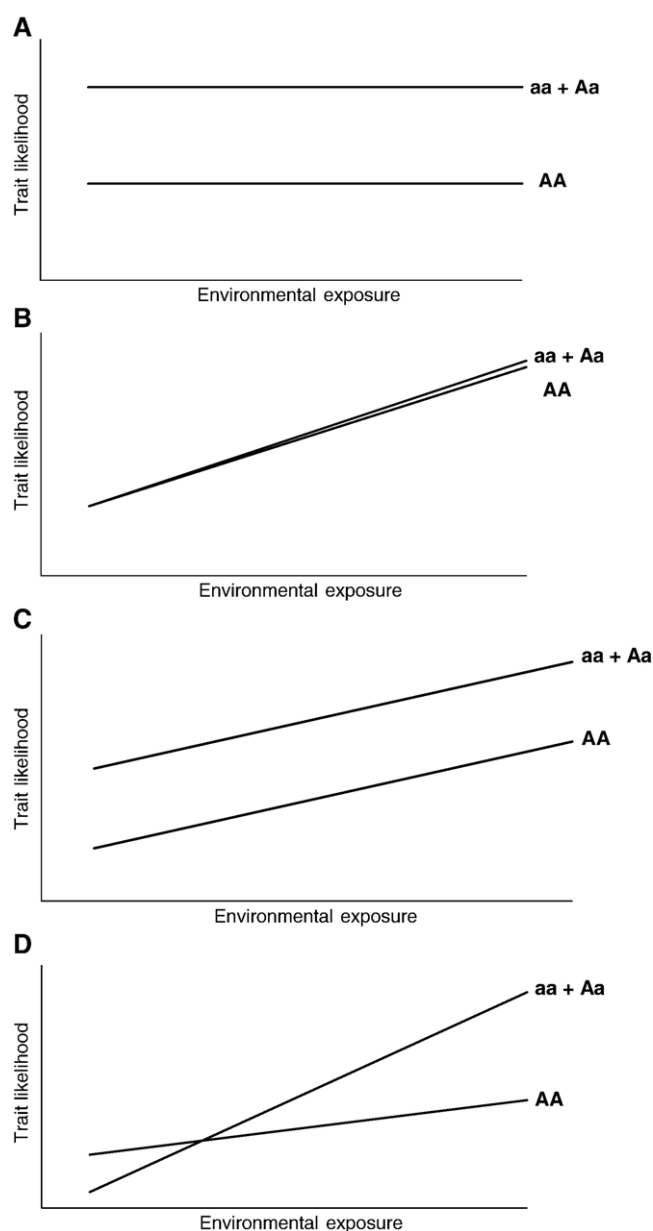 A
Trait likelihood
aa + Aa
AA
Environmental exposure
B
Trait likelihood
aa + Aa
AA
Environmental exposure
C
Trait likelihood
aa + Aa
AA
Environmental exposure
D
Trait likelihood
aa + Aa
AA
Environmental exposure